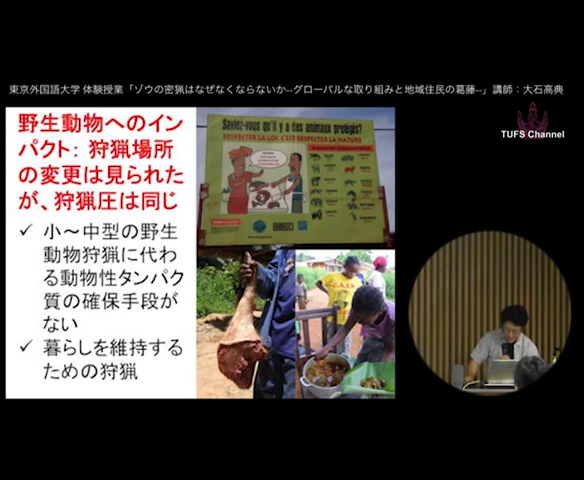 東京外国語大学 体験授業「ゾウの密猟はなぜなくならないか--グローバルな取り組みと地域住民の葛藤--」講師：大石高典
TUFS Channel
野生動物へのイン
パクト: 狩猟場所
の変更は見られた
が、狩猟圧は同じ
✓ 小～中型の野生
動物狩猟に代わ
る動物性タンパク
質の確保手段が
ない
✓ 暮らしを維持する
ための狩猟
Saviez-vous qu'il y a des animaux protégés?
RESPECTER LA LOI, C'EST RESPECTER LA NATURE